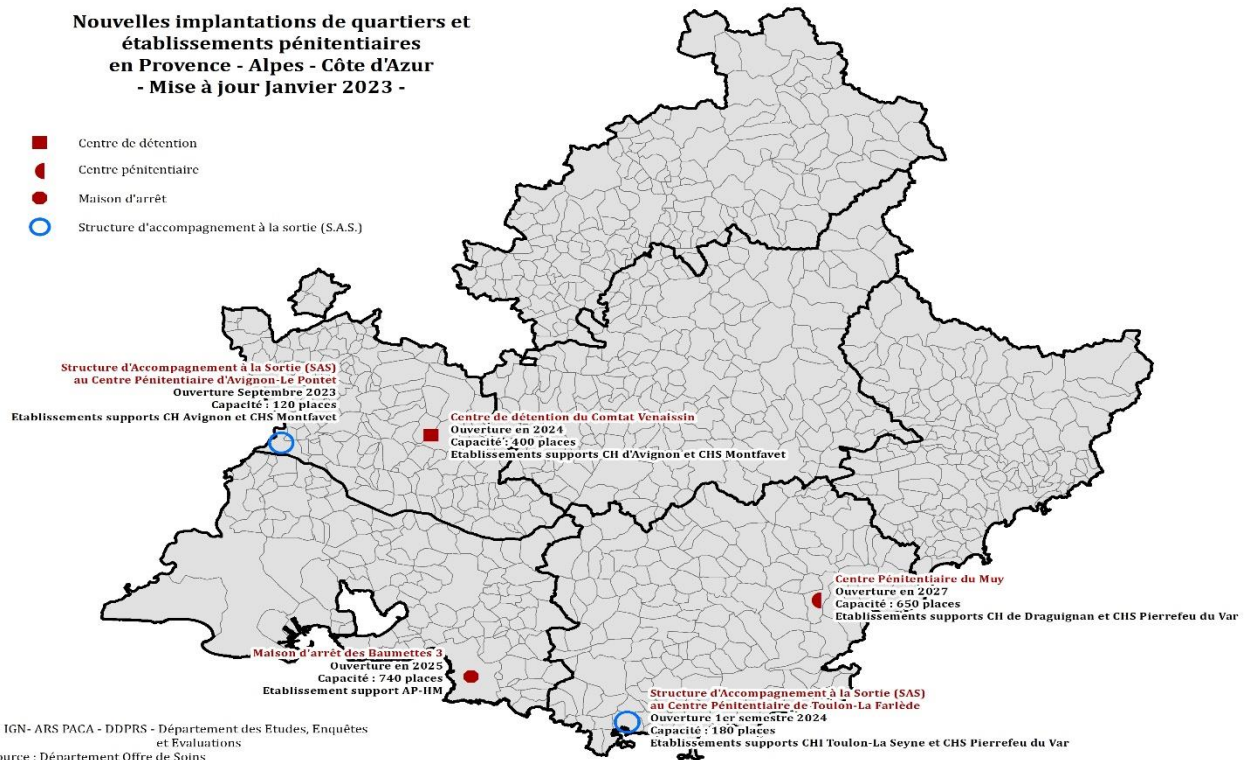 Nouvelles implantations de quartiers et
établissements pénitentiaires
en Provence - Alpes - Côte d'Azur
- Mise à jour Janvier 2023 -
Centre de détention
Centre pénitentiaire
Maison d'arrêt
Structure d'accompagnement à la sortie (S.A.S.)
Structure d'Accompagnement à la Sortie (SAS)
au Centre Pénitentiaire d'Avignon-Le Pontet
Ouverture Septembre 2023
Capacité : 120 places
Etablissements supports CH Avignon et CHS Montfavet
Centre de détention du Comtat Venaissin
Ouverture en 2024
Capacité : 400 places
Etablissements supports CH d'Avignon et CHS Montfavet
Centre Pénitentiaire du Muy
Ouverture en 2027
Capacité : 650 places
Etablissements supports CH de Draguignan et CHS Pierrefeu du Var
Maison d'arrêt des Baumettes 3
Ouverture en 2025
Capacité : 740 places
Etablissement support AP-HM
Structure d'Accompagnement à la Sortie (SAS)
au Centre Pénitentiaire de Toulon-La Farlède
Ouverture 1er semestre 2024
Capacité : 180 places
Etablissements supports CHI Toulon-La Seyne et CHS Pierrefeu du Var
IGN- ARS PACA - DDPRS - Département des Etudes, Enquêtes
et Evaluations
ource : Département Offre de Soins